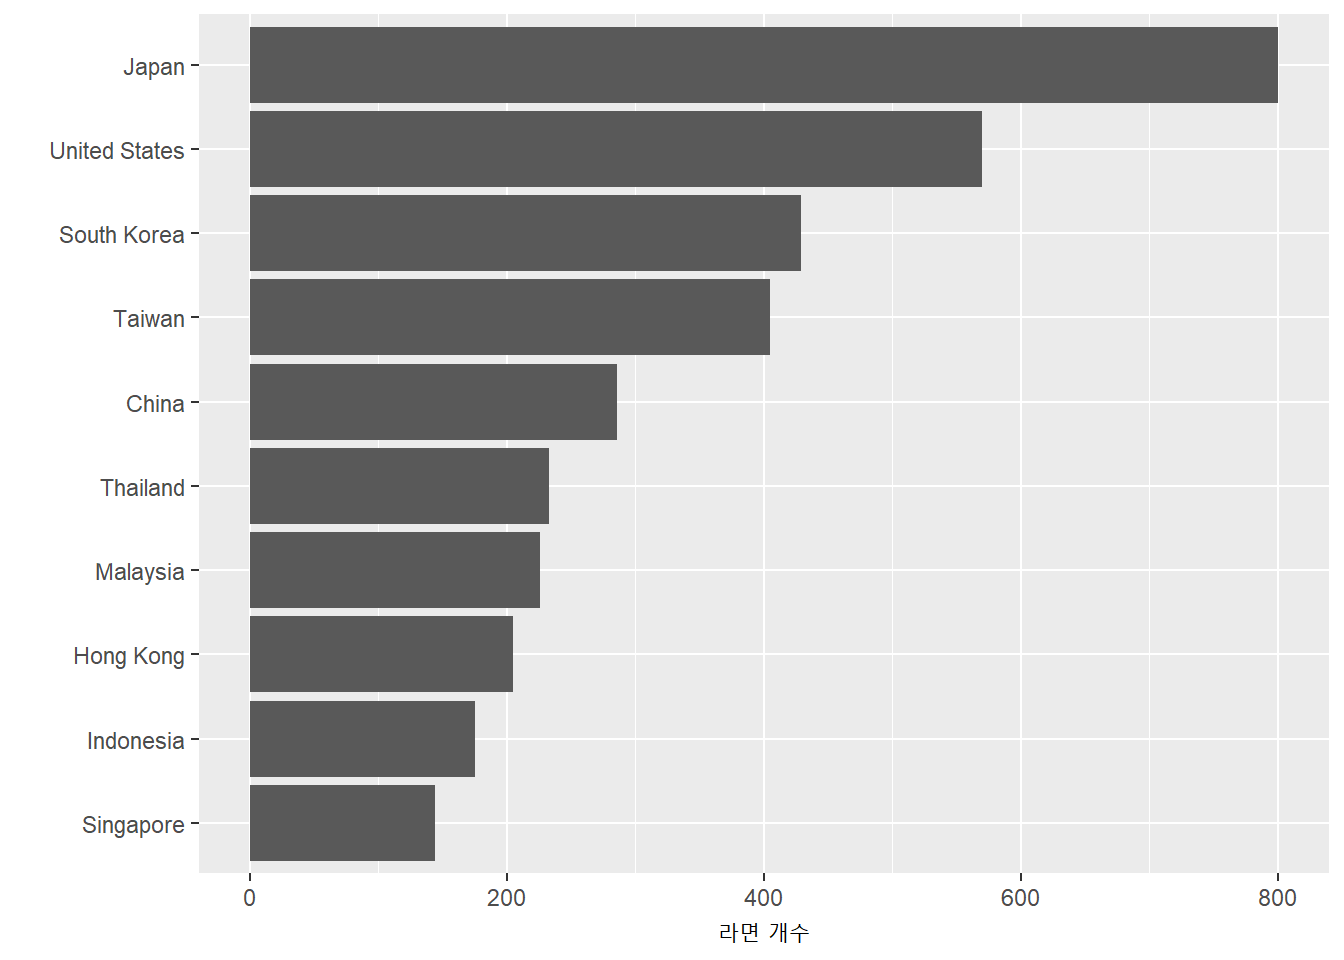 Japan
United States
South Korea
Taiwan
China
Thailand
Malaysia
Hong Kong
Indonesia
Singapore
0 200 400 600 800
라면 개수